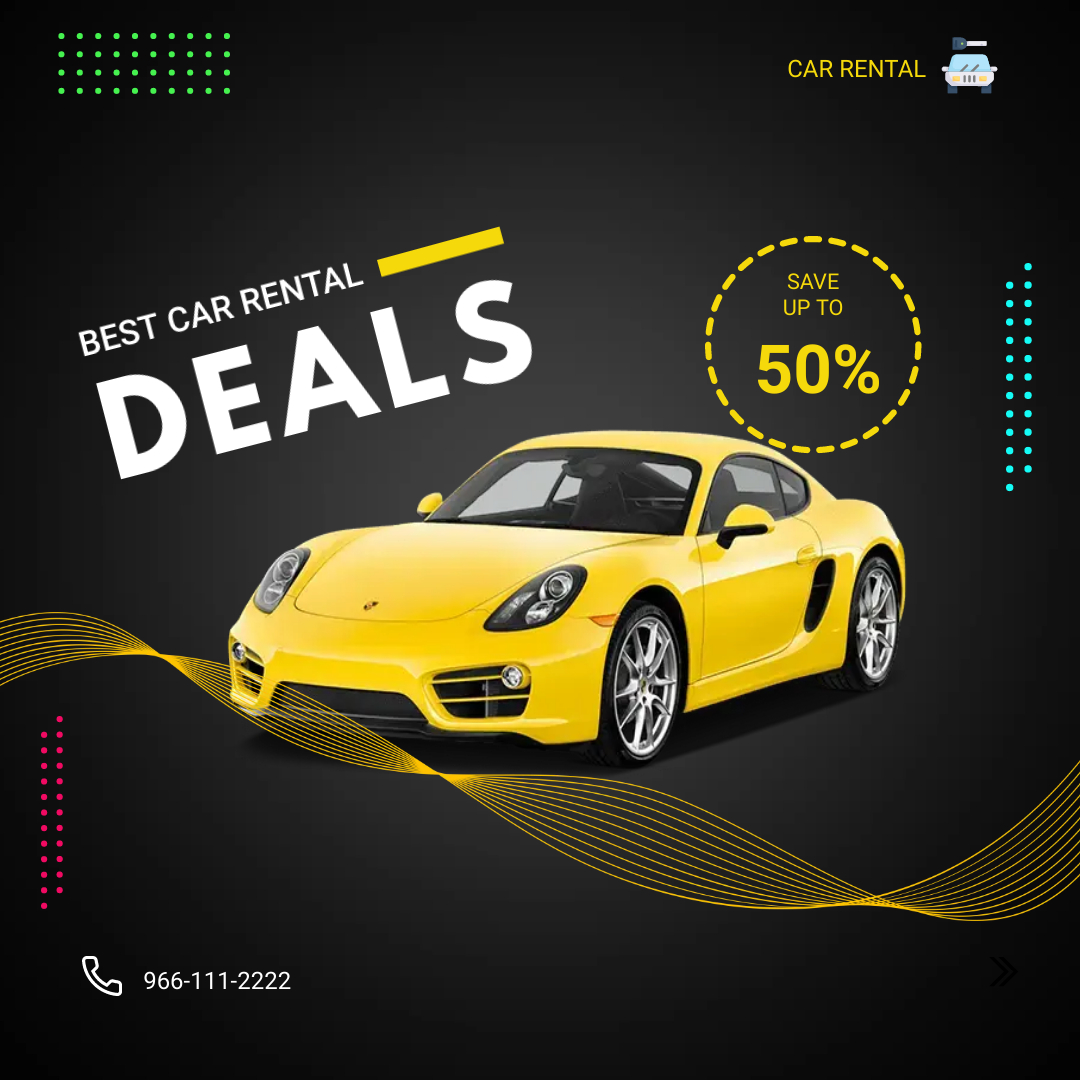 CAR RENTAL
BEST CAR RENTAL
DEALS
SAVE
UP TO
50%
966-111-2222